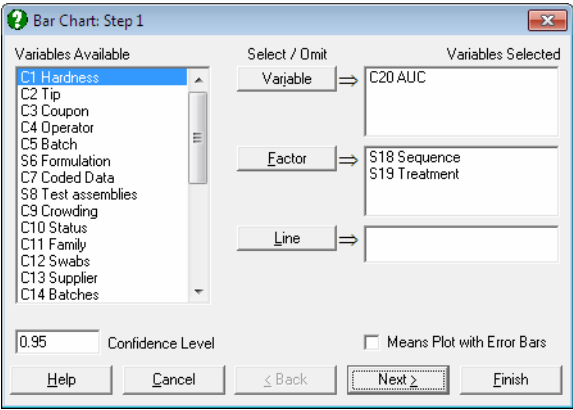 Bar Chart: Step 1
Variables Available
Select / Omit
Variables Selected
C1 Hardness
C2 Tip
C3 Coupon
C4 Operator
C5 Batch
S6 Formulation
C7 Coded Data
S8 Test assemblies
C9 Crowding
C10 Status
C11 Family
C12 Swabs
C13 Supplier
C14 Batches
Variable
C20 AUC
Factor
S18 Sequence
S19 Treatment
Line
0.95 Confidence Level
Means Plot with Error Bars
Help
Cancel
< Back
Next >
Finish